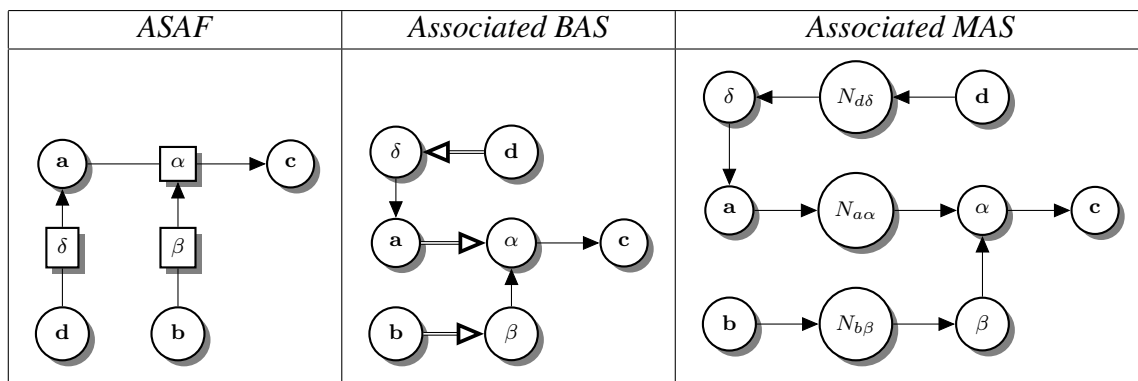 ASAF
Associated BAS
Associated MAS
a α c
δ β
d b
δ d
a α c
b β
δ N_{dδ} d
a N_{aα} α c
b N_{bβ} β